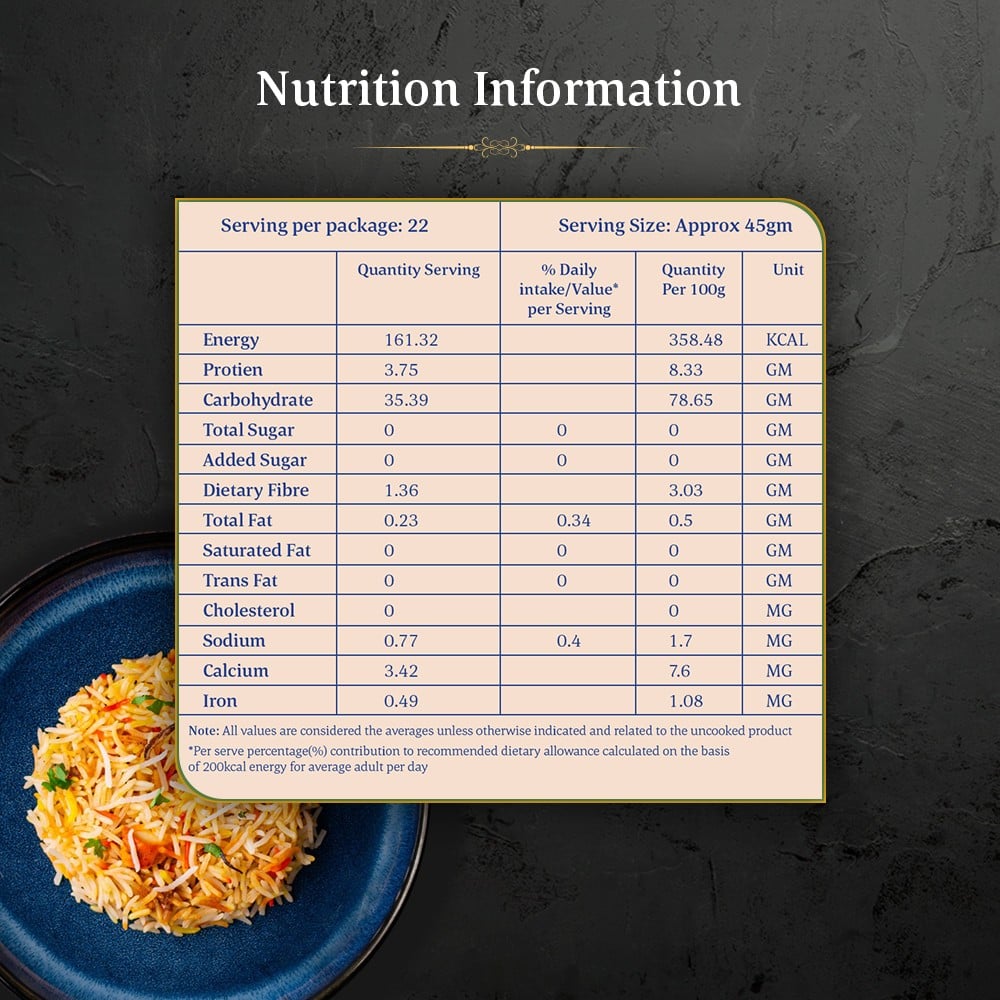 Nutrition Information
Serving per package: 22 Serving Size: Approx 45gm
Quantity Serving % Daily intake/Value* per Serving Quantity Per 100g Unit
Energy 161.32 358.48 KCAL
Protien 3.75 8.33 GM
Carbohydrate 35.39 78.65 GM
Total Sugar 0 0 0 GM
Added Sugar 0 0 0 GM
Dietary Fibre 1.36 3.03 GM
Total Fat 0.23 0.34 0.5 GM
Saturated Fat 0 0 0 GM
Trans Fat 0 0 0 GM
Cholesterol 0 0 MG
Sodium 0.77 0.4 1.7 MG
Calcium 3.42 7.6 MG
Iron 0.49 1.08 MG
Note: All values are considered the averages unless otherwise indicated and related to the uncooked product
*Per serve percentage(%) contribution to recommended dietary allowance calculated on the basis
of 200kcal energy for average adult per day